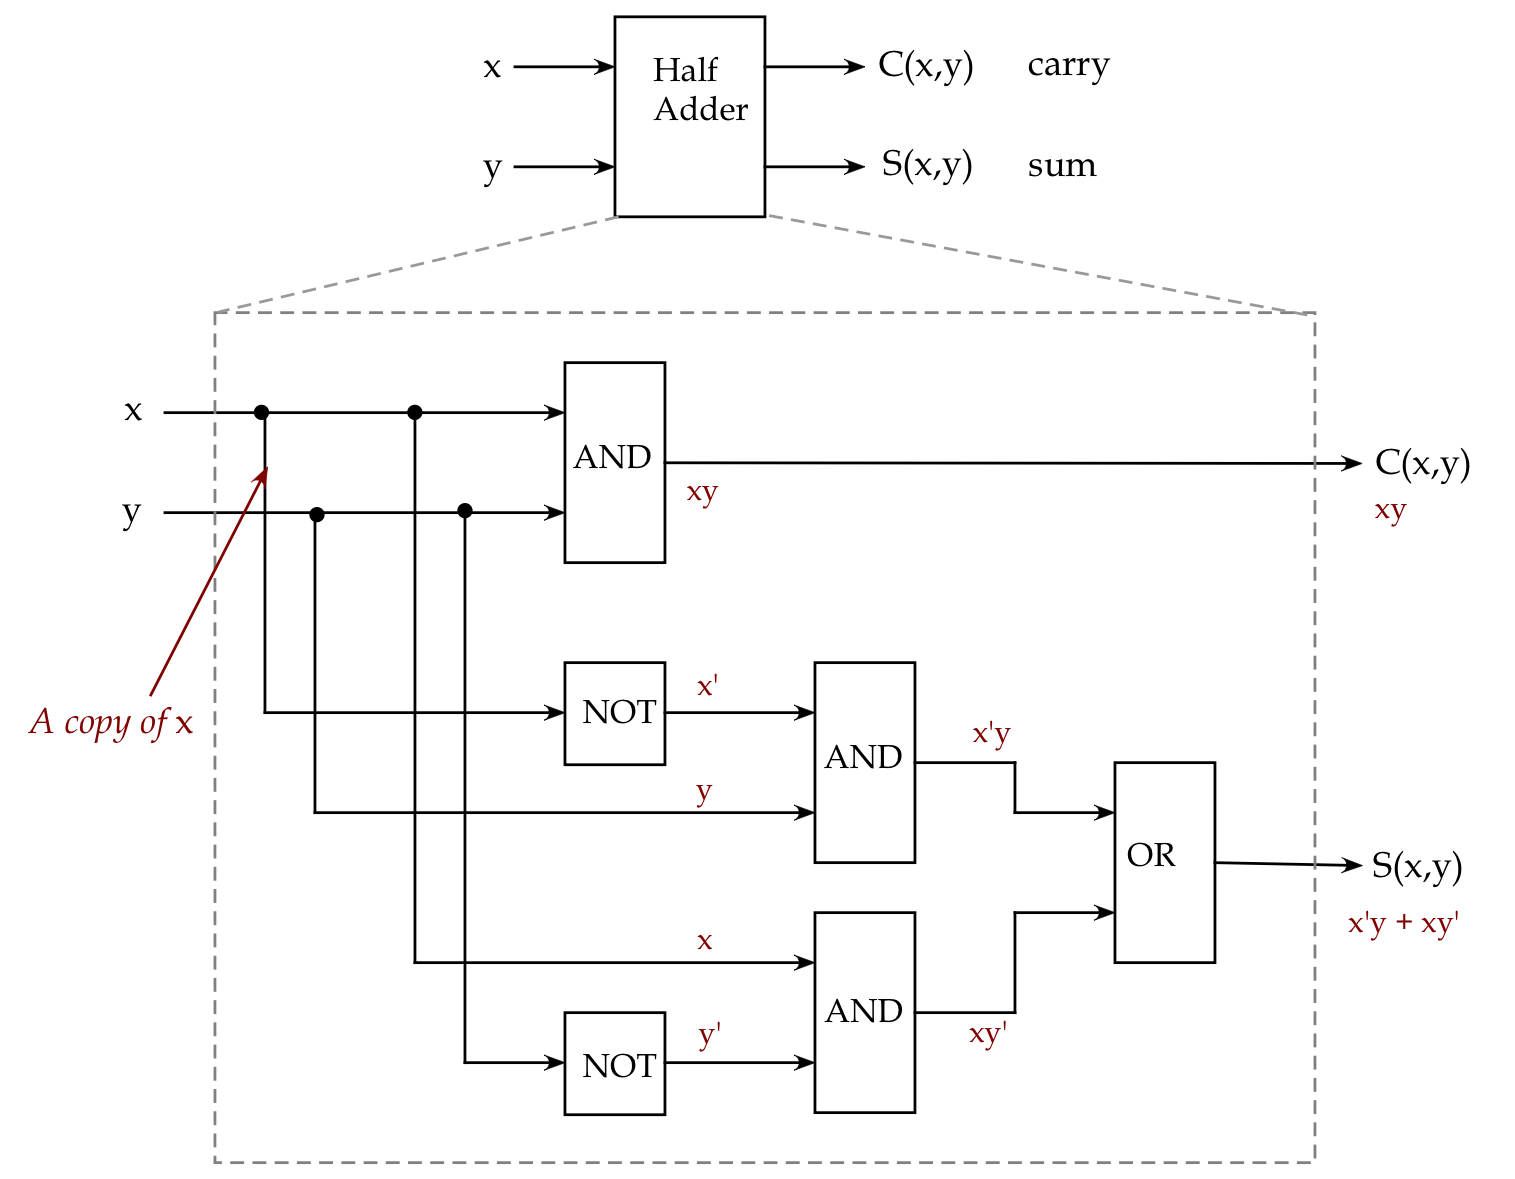 x
Half
Adder
C(x,y) carry
y
S(x,y) sum
x
AND
C(x,y)
xy
xy
y
A copy of x
NOT
x'
AND
x'y
y
OR
S(x,y)
x'y + xy'
x
AND
xy'
NOT
y'